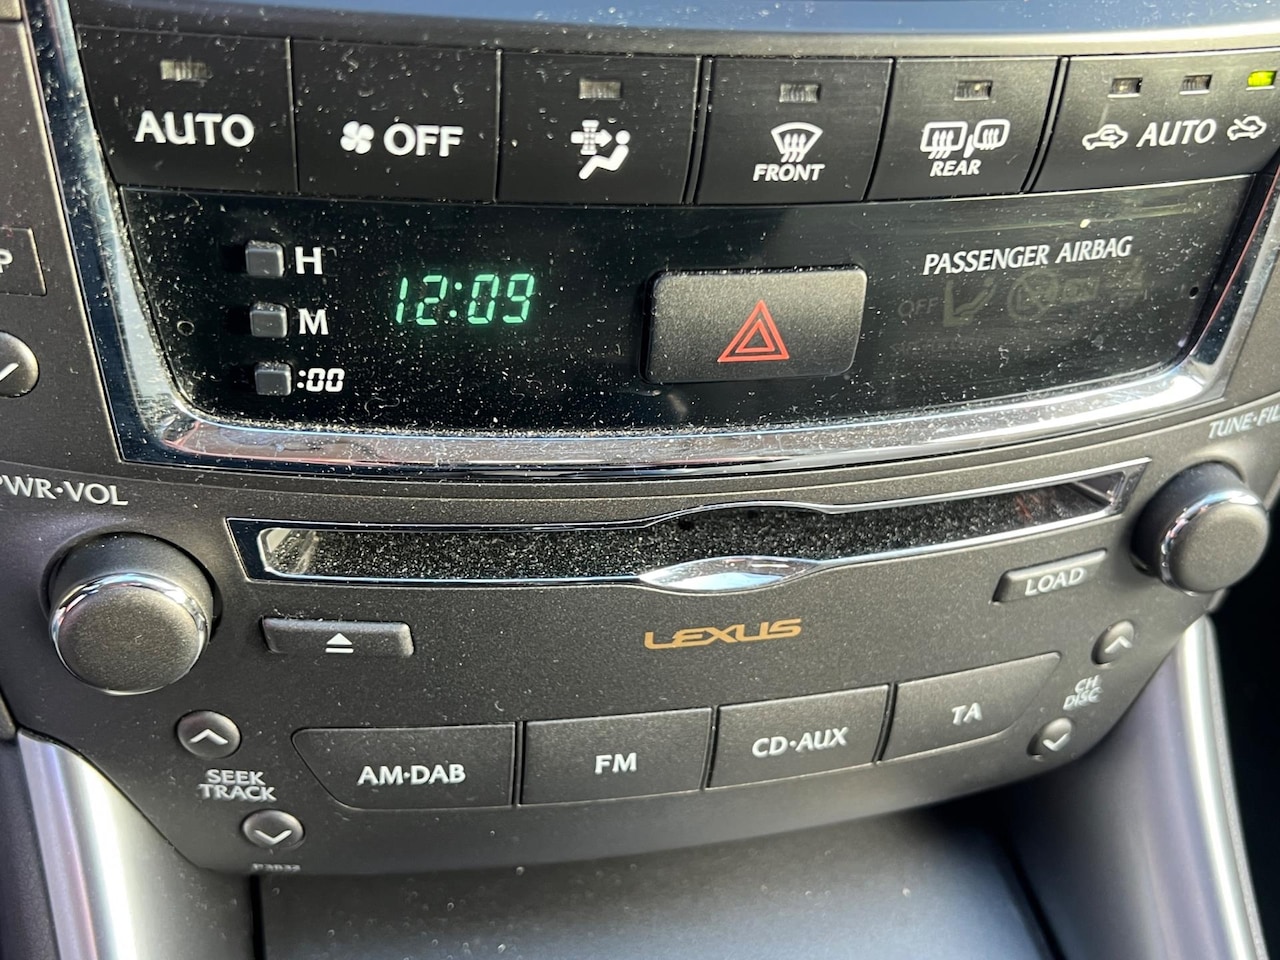 AUTO
OFF
FRONT
REAR
AUTO
H
M
:00
12:09
PASSENGER AIRBAG
OFF
PWR·VOL
LOAD
LEXUS
SEEK
TRACK
AM·DAB
FM
CD·AUX
TA
CH
DISC